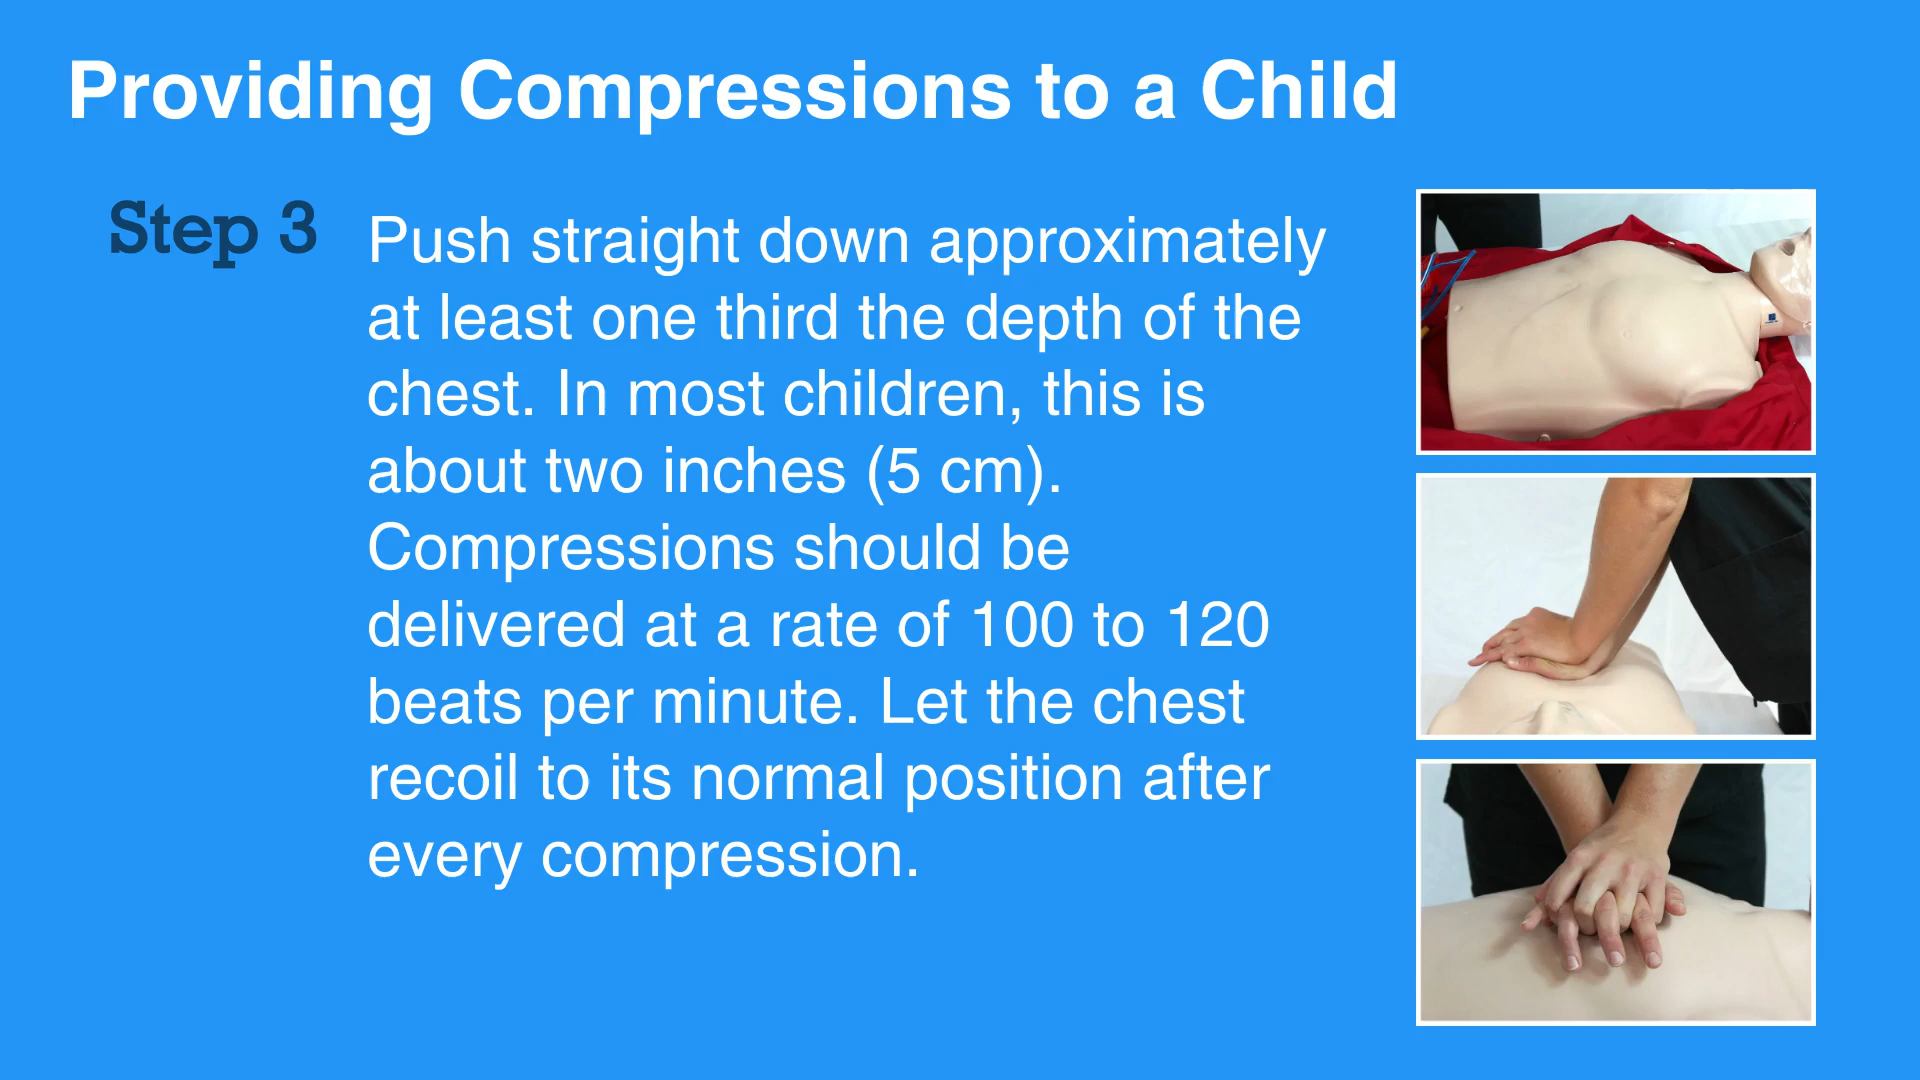 Providing Compressions to a Child
Step 3
Push straight down approximately
at least one third the depth of the
chest. In most children, this is
about two inches (5 cm).
Compressions should be
delivered at a rate of 100 to 120
beats per minute. Let the chest
recoil to its normal position after
every compression.